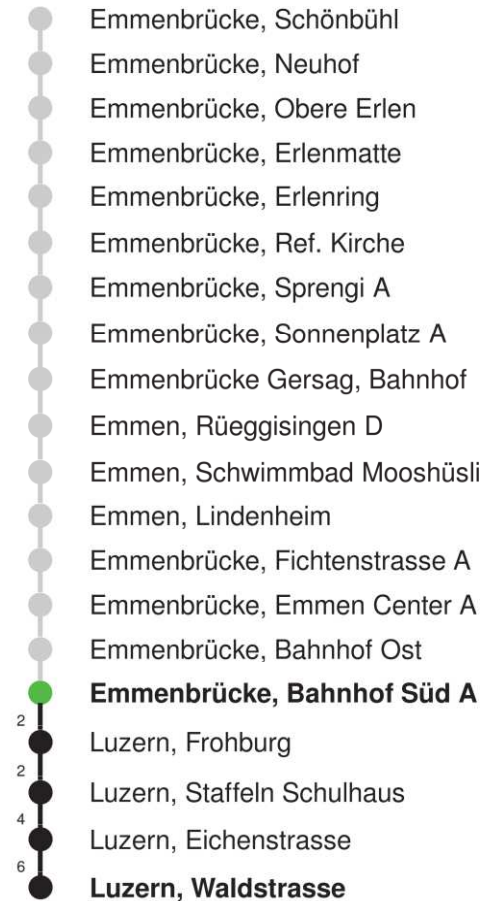 Emmenbrücke, Schönbühl
Emmenbrücke, Neuhof
Emmenbrücke, Obere Erlen
Emmenbrücke, Erlenmatte
Emmenbrücke, Erlenring
Emmenbrücke, Ref. Kirche
Emmenbrücke, Sprengi A
Emmenbrücke, Sonnenplatz A
Emmenbrücke Gersag, Bahnhof
Emmen, Rüeggisingen D
Emmen, Schwimmbad Mooshüsli
Emmen, Lindenheim
Emmenbrücke, Fichtenstrasse A
Emmenbrücke, Emmen Center A
Emmenbrücke, Bahnhof Ost
Emmenbrücke, Bahnhof Süd A
2
Luzern, Frohburg
2
Luzern, Staffeln Schulhaus
4
Luzern, Eichenstrasse
6
Luzern, Waldstrasse